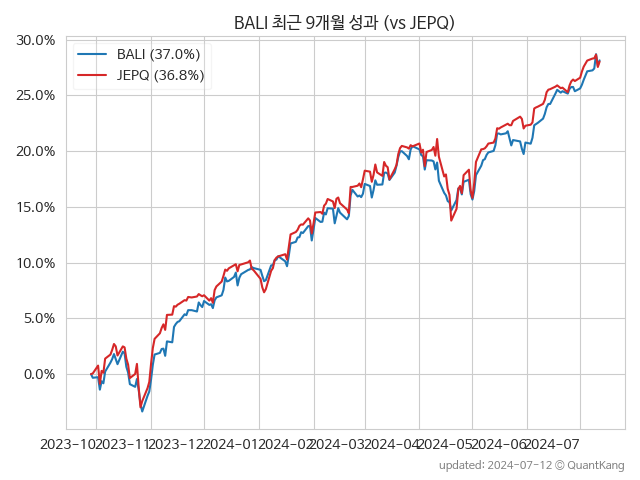 BALI 최근 9개월 성과 (vs JEPQ)
30.0%
25.0%
20.0%
15.0%
10.0%
5.0%
0.0%
BALI (37.0%)
JEPQ (36.8%)
2023-10 2023-11 2023-12 2024-01 2024-02 2024-03 2024-04 2024-05 2024-06 2024-07
updated: 2024-07-12 © QuantKang